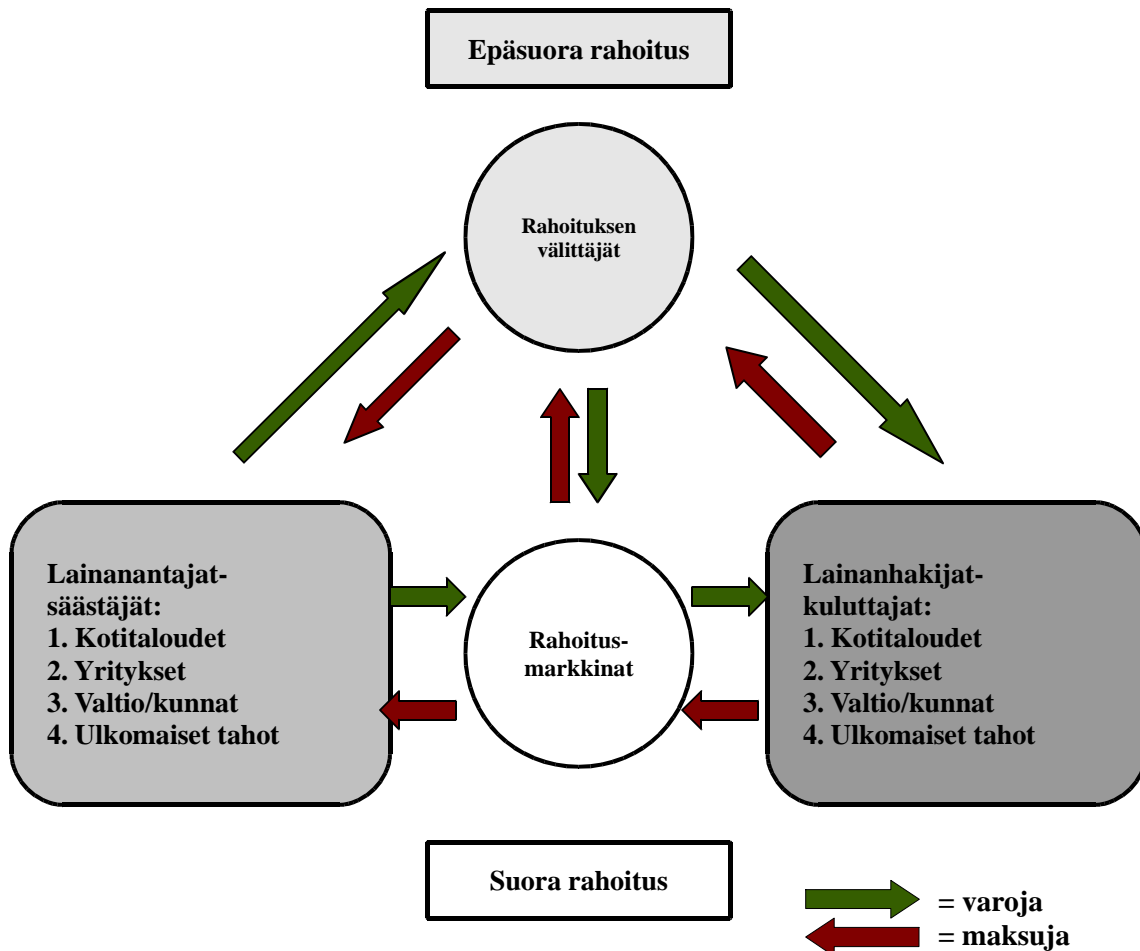 Epäsuora rahoitus
Rahoituksen
välittäjät
Lainanantajat-
säästäjät:
1. Kotitaloudet
2. Yritykset
3. Valtio/kunnat
4. Ulkomaiset tahot
Rahoitus-
markkinat
Lainanhakijat-
kuluttajat:
1. Kotitaloudet
2. Yritykset
3. Valtio/kunnat
4. Ulkomaiset tahot
Suora rahoitus
= varoja
= maksuja